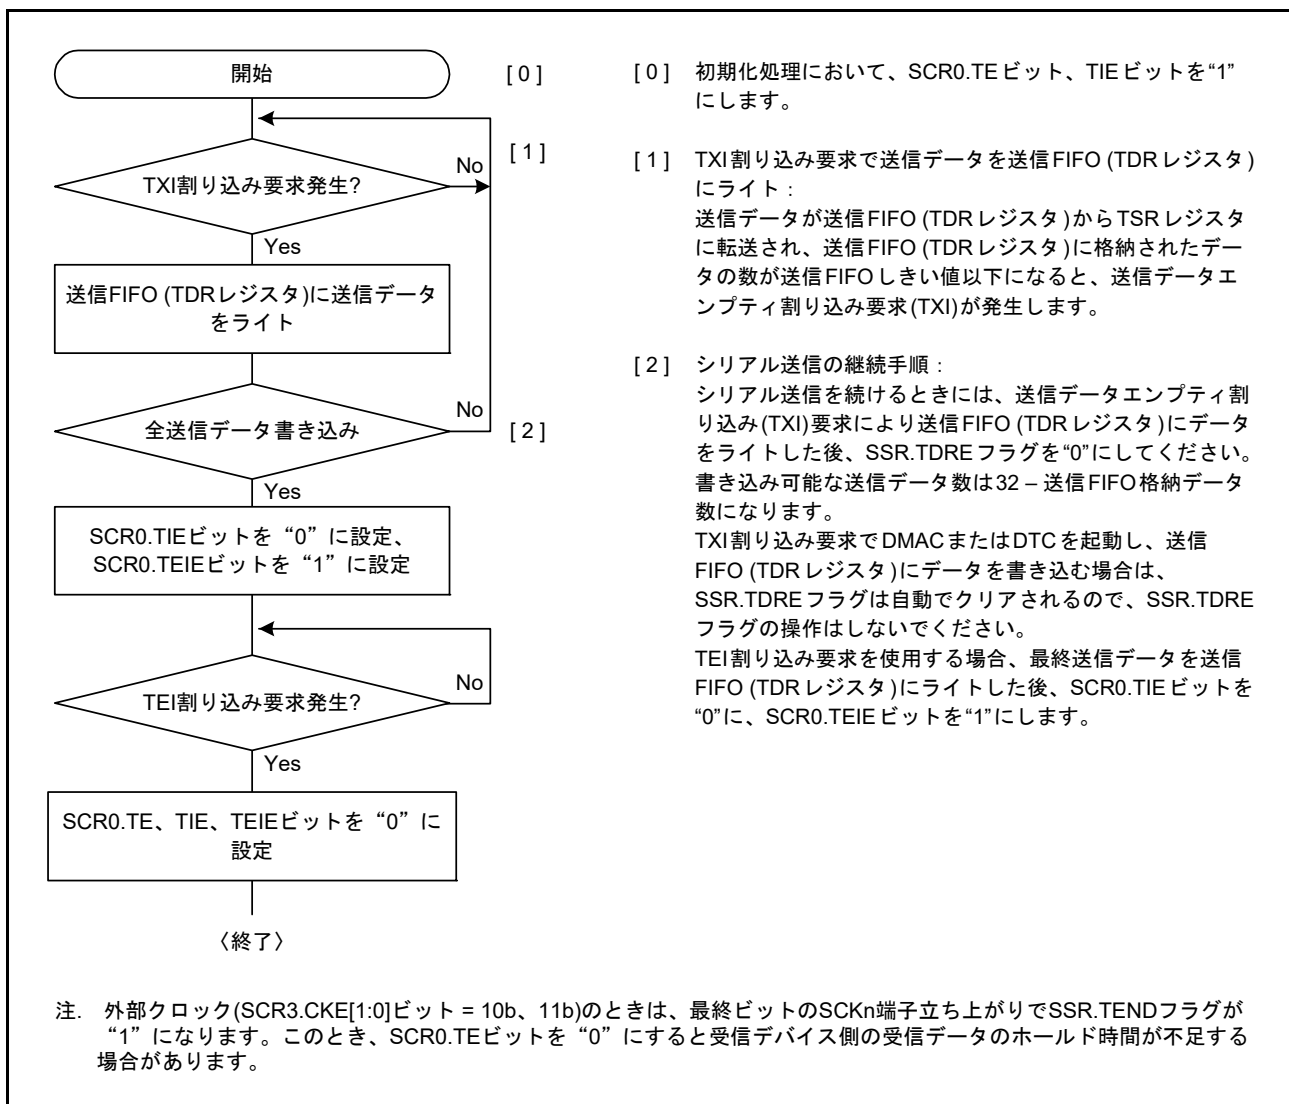 開始
[ 0 ]
TXI割り込み要求発生?
No
[ 1 ]
Yes
送信FIFO (TDRレジスタ)に送信データ
をライト
全送信データ書き込み
No
[ 2 ]
Yes
SCR0.TIEビットを“0”に設定、
SCR0.TEIEビットを“1”に設定
TEI割り込み要求発生?
No
Yes
SCR0.TE、TIE、TEIEビットを“0”に
設定
〈終了〉
[ 0 ] 初期化処理において、SCR0.TEビット、TIEビットを“1”
にします。
[ 1 ] TXI割り込み要求で送信データを送信FIFO (TDRレジスタ)
にライト：
送信データが送信FIFO (TDRレジスタ)からTSRレジスタ
に転送され、送信FIFO (TDRレジスタ)に格納されたデー
タの数が送信FIFOしきい値以下になると、送信データエ
ンプティ割り込み要求(TXI)が発生します。
[ 2 ] シリアル送信の継続手順：
シリアル送信を続けるときには、送信データエンプティ割
り込み(TXI)要求により送信FIFO (TDRレジスタ)にデータ
をライトした後、SSR.TDREフラグを“0”にしてください。
書き込み可能な送信データ数は32 – 送信FIFO格納データ
数になります。
TXI割り込み要求でDMACまたはDTCを起動し、送信
FIFO (TDRレジスタ)にデータを書き込む場合は、
SSR.TDREフラグは自動でクリアされるので、SSR.TDRE
フラグの操作はしないでください。
TEI割り込み要求を使用する場合、最終送信データを送信
FIFO (TDRレジスタ)にライトした後、SCR0.TIEビットを
“0”に、SCR0.TEIEビットを“1”にします。
注. 外部クロック(SCR3.CKE[1:0]ビット = 10b、11b)のときは、最終ビットのSCKn端子立ち上がりでSSR.TENDフラグが
“1”になります。このとき、SCR0.TEビットを“0”にすると受信デバイス側の受信データのホールド時間が不足する
場合があります。